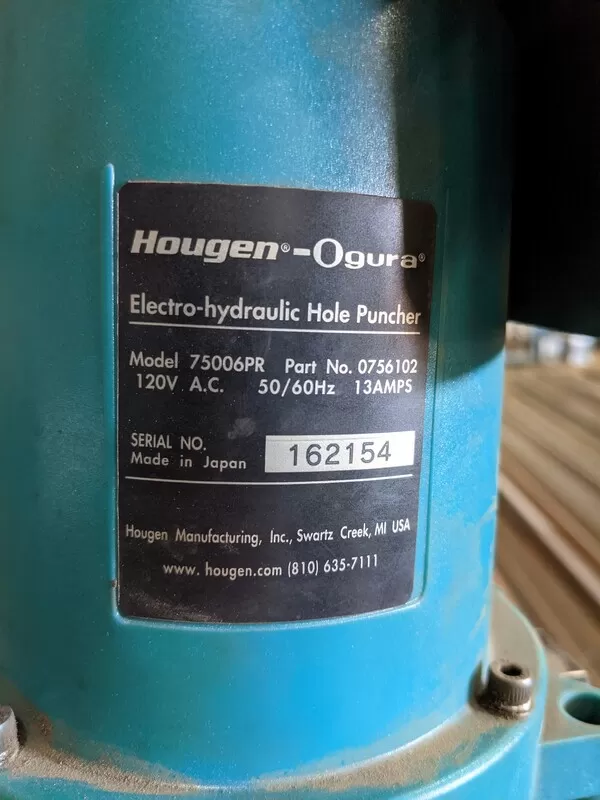 Hougen®-Ogura®
Electro-hydraulic Hole Puncher
Model 75006PR Part No. 0756102
120V A.C. 50/60Hz 13AMPS
SERIAL NO. 162154
Made in Japan
Hougen Manufacturing, Inc., Swartz Creek, MI USA
www.hougen.com (810) 635-7111